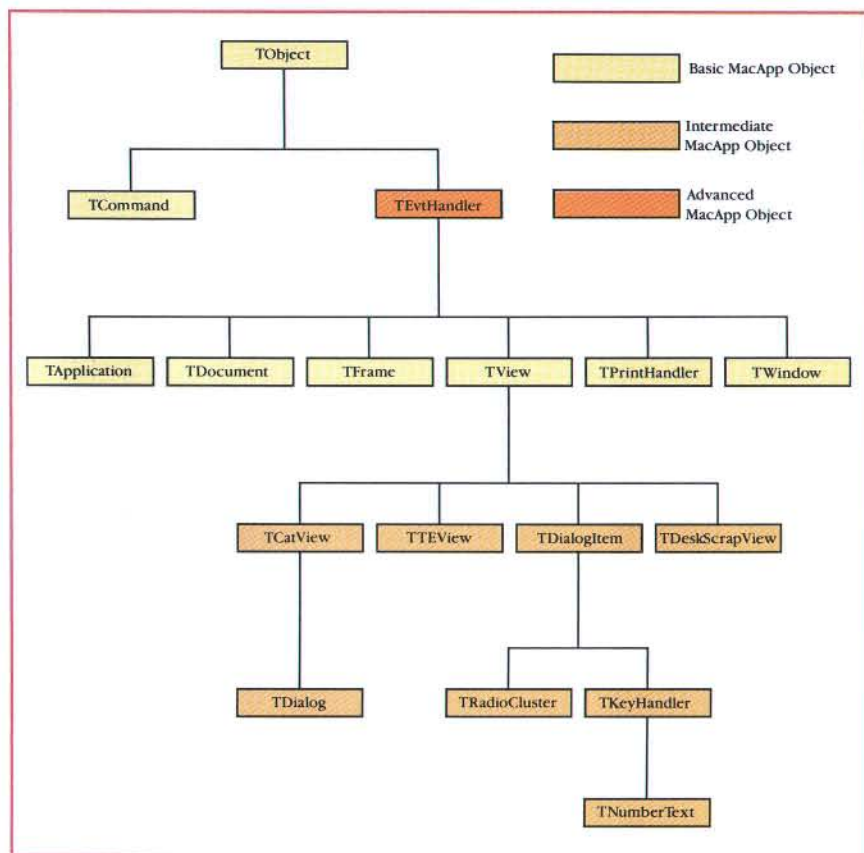 TObject
Basic MacApp Object
Intermediate
MacApp Object
TCommand
TEvtHandler
Advanced
MacApp Object
TApplication
TDocument
TFrame
TView
TPrintHandler
TWindow
TCatView
TTEView
TDialogItem
TDeskScrapView
TDialog
TRadioCluster
TKeyHandler
TNumberText